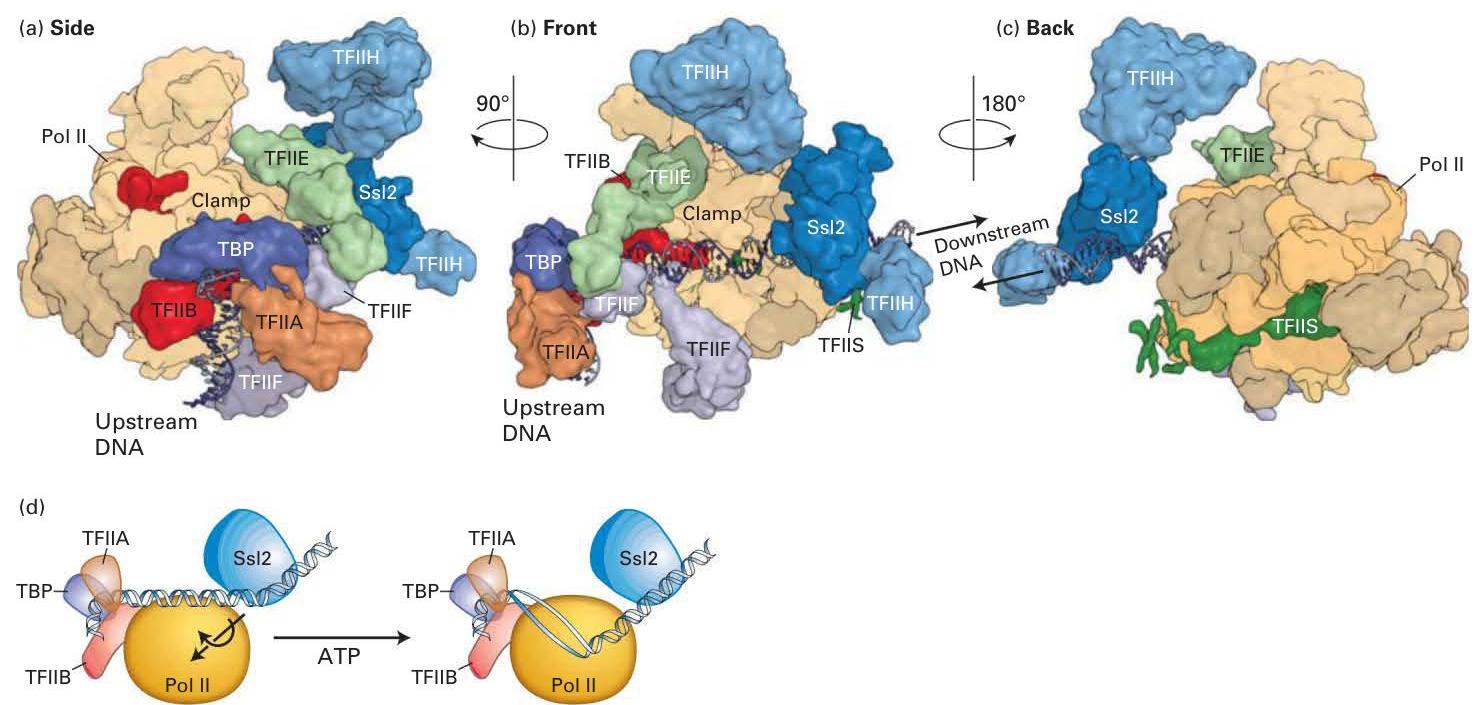 (a) Side
TFIIH
Pol II
TFIIE
Clamp
Ssl2
TBP
TFIIH
TFIIB
TFIIA
TFIIF
TFIIF
Upstream
DNA
90°
(b) Front
TFIIH
TFIIB
TFIIE
Clamp
Ssl2
TBP
TFIIF
TFIIH
TFIIA
TFIIF
TFIIS
Upstream
DNA
Downstream
DNA
180°
(c) Back
TFIIH
TFIIE
Pol II
Ssl2
TFIIS
(d)
TFIIA
Ssl2
TBP
TFIIB
Pol II
ATP
TFIIA
Ssl2
TBP
TFIIB
Pol II